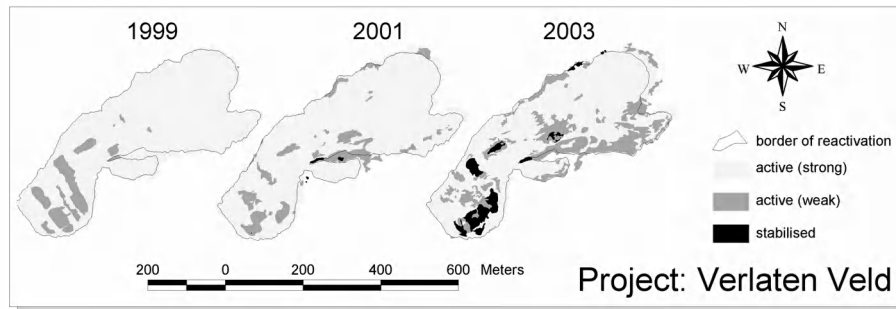 1999
2001
2003
N
W E
S
border of reactivation
active (strong)
active (weak)
stabilised
200 0 200 400 600 Meters
Project: Verlaten Veld